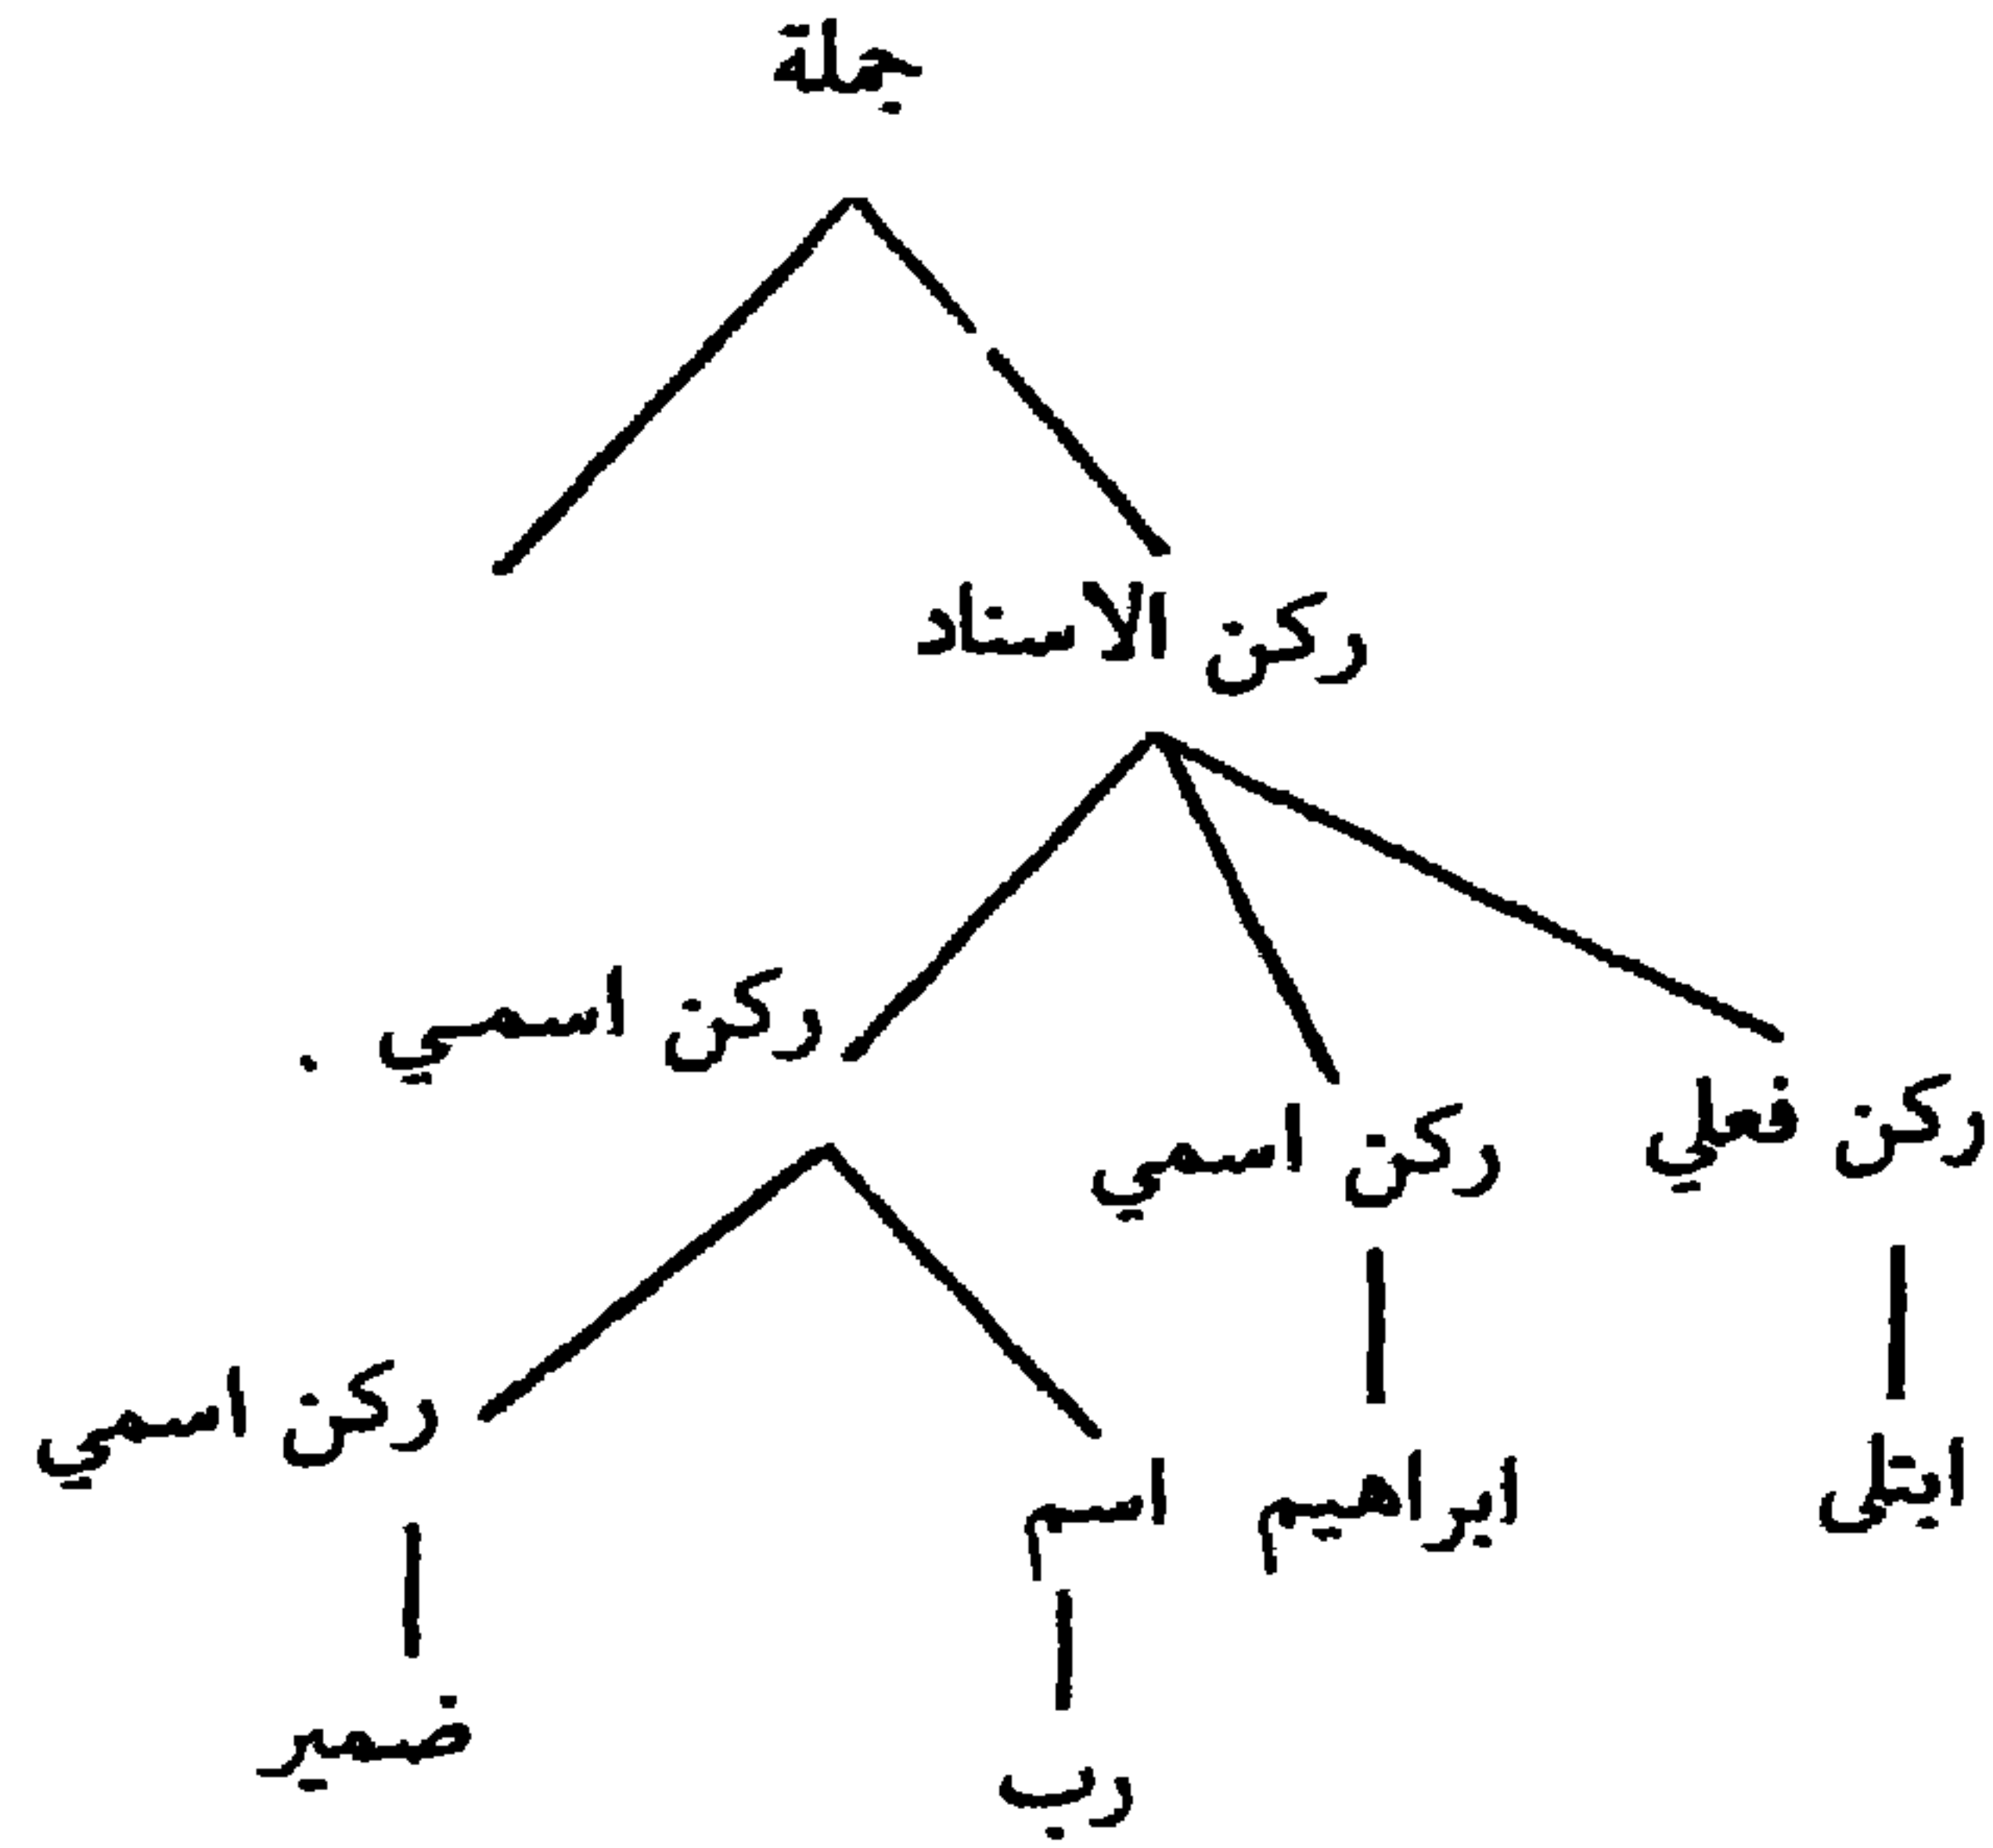 جملة
ركن الاسناد
ركن اسمي .
ركن فعلي
ركن اسمي
ابتلى
ابراهيم
اسم
ركن اسمي
رب
ضمير